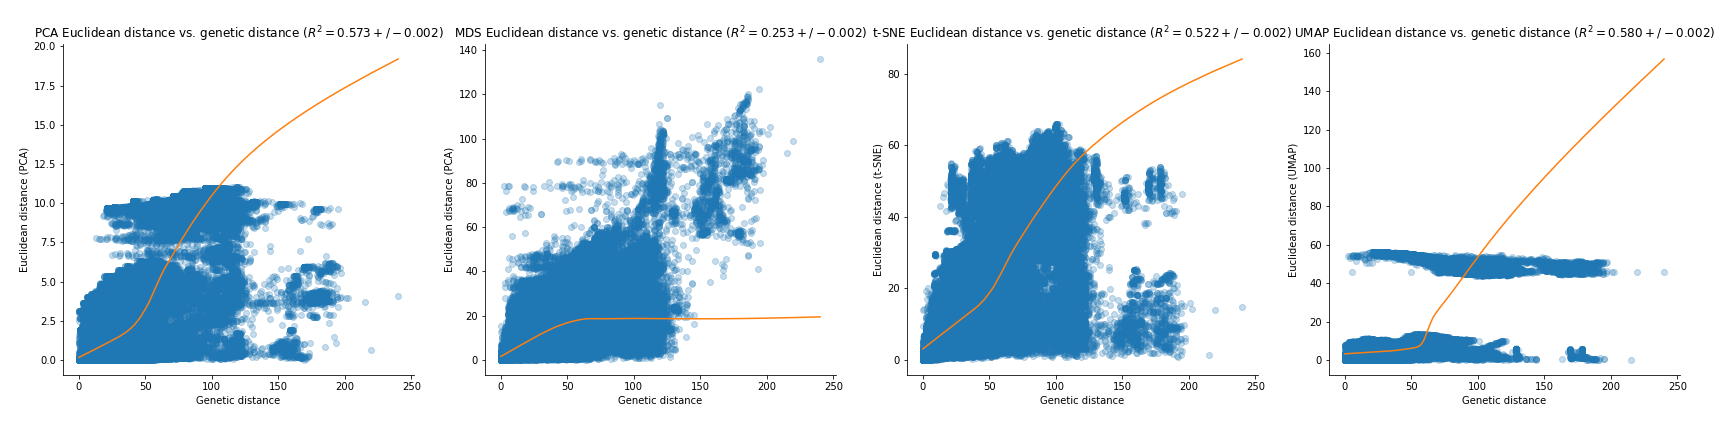 PCA Euclidean distance vs. genetic distance (R² = 0.573 + / − 0.002)
20.0
17.5
15.0
12.5
10.0
7.5
5.0
2.5
0.0
Euclidean distance (PCA)
0 50 100 150 200 250
Genetic distance
MDS Euclidean distance vs. genetic distance (R² = 0.253 + / − 0.002)
140
120
100
80
60
40
20
0
Euclidean distance (PCA)
0 50 100 150 200 250
Genetic distance
t-SNE Euclidean distance vs. genetic distance (R² = 0.522 + / − 0.002)
80
60
40
20
0
Euclidean distance (t-SNE)
0 50 100 150 200 250
Genetic distance
UMAP Euclidean distance vs. genetic distance (R² = 0.580 + / − 0.002)
160
140
120
100
80
60
40
20
0
Euclidean distance (UMAP)
0 50 100 150 200 250
Genetic distance